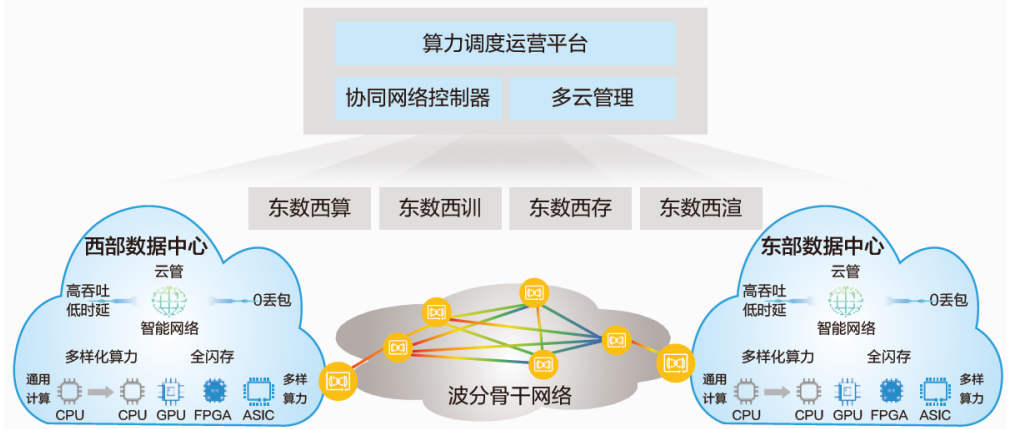 算力调度运营平台
协同网络控制器
多云管理
东数西算
东数西训
东数西存
东数西渲
西部数据中心
云管
高吞吐
低时延
0丢包
智能网络
多样化算力
全闪存
通用
计算
CPU
CPU
GPU
FPGA
ASIC
多样
算力
波分骨干网络
东部数据中心
云管
高吞吐
低时延
0丢包
智能网络
多样化算力
全闪存
通用
计算
CPU
CPU
GPU
FPGA
ASIC
多样
算力